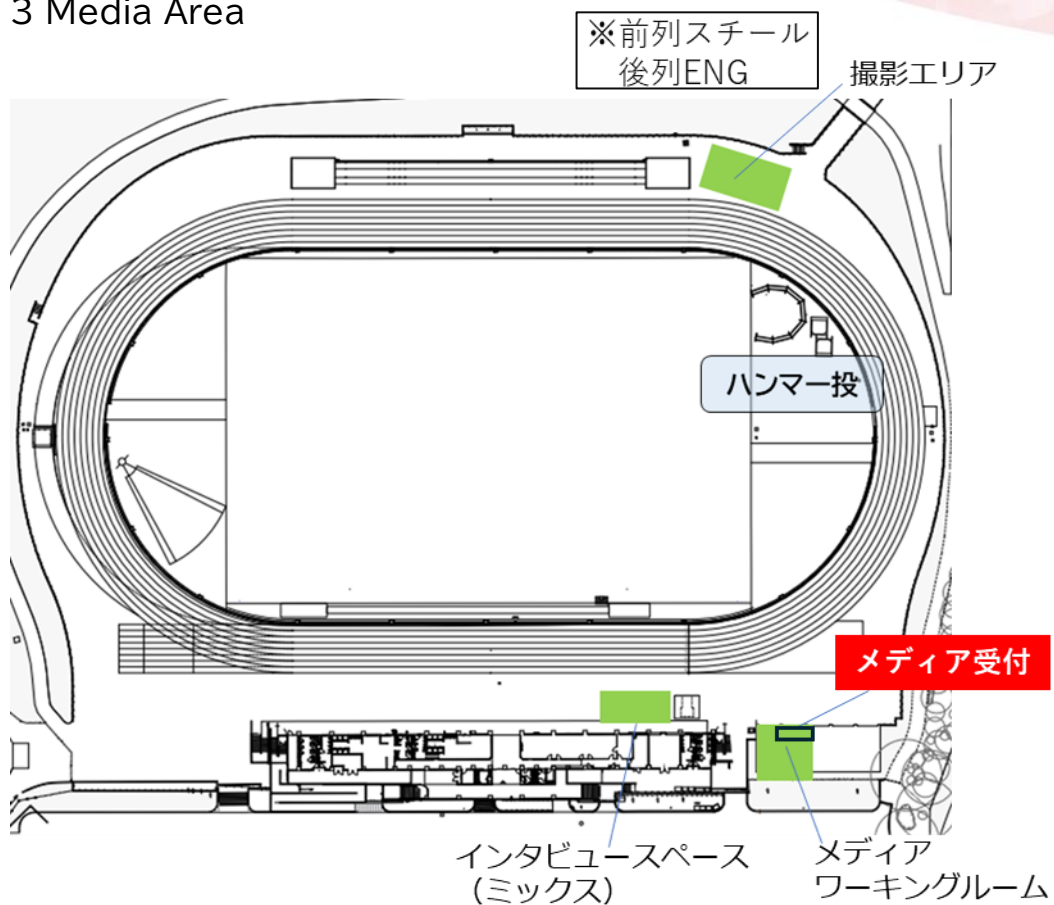 3 Media Area
※前列スチール
後列ENG
撮影エリア
ハンマー投
メディア受付
インタビュースペース
(ミックス)
メディア
ワーキングルーム